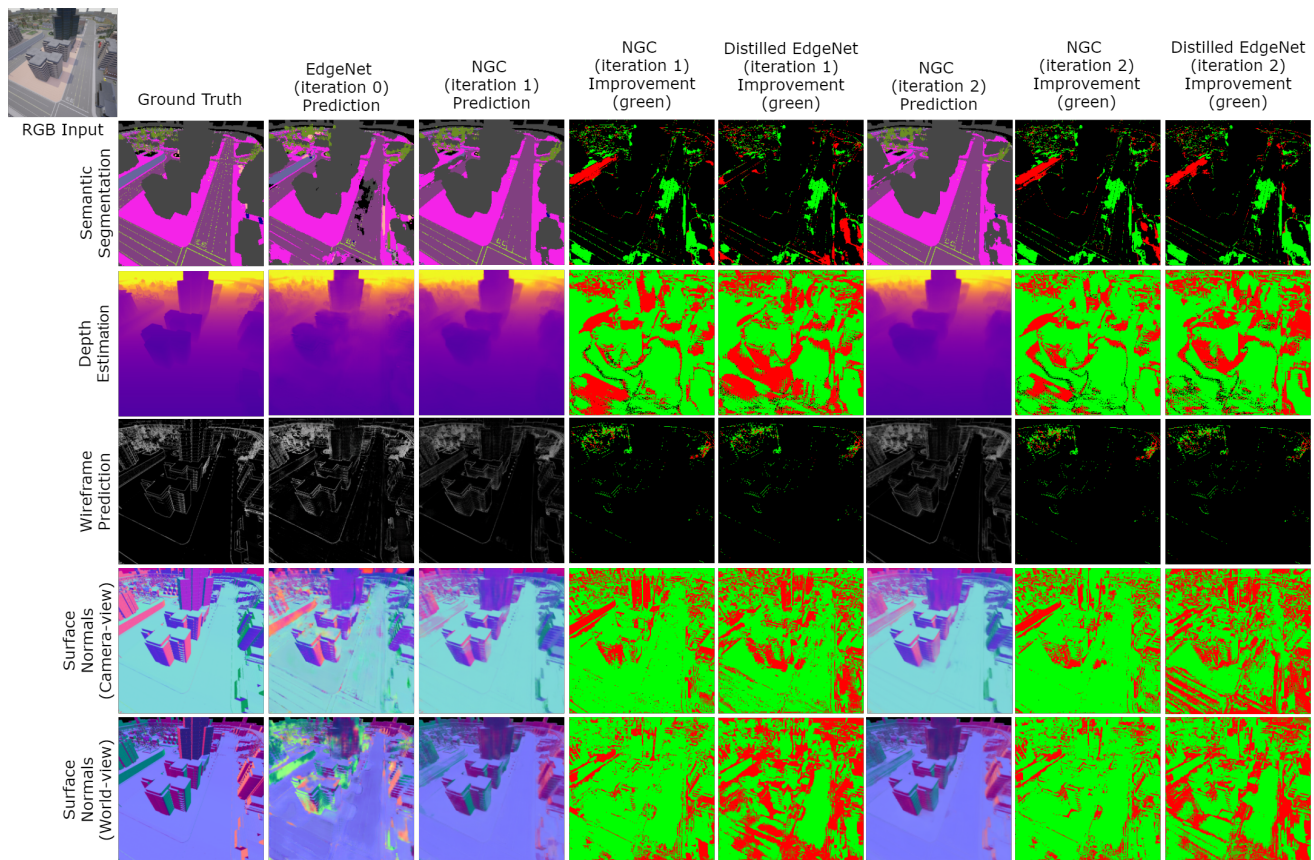 RGB Input
Ground Truth
EdgeNet
(iteration 0)
Prediction
NGC
(iteration 1)
Prediction
NGC
(iteration 1)
Improvement
(green)
Distilled EdgeNet
(iteration 1)
Improvement
(green)
NGC
(iteration 2)
Prediction
NGC
(iteration 2)
Improvement
(green)
Distilled EdgeNet
(iteration 2)
Improvement
(green)
Semantic
Segmentation
Depth
Estimation
Wireframe
Prediction
Surface
Normals
(Camera-view)
Surface
Normals
(World-view)